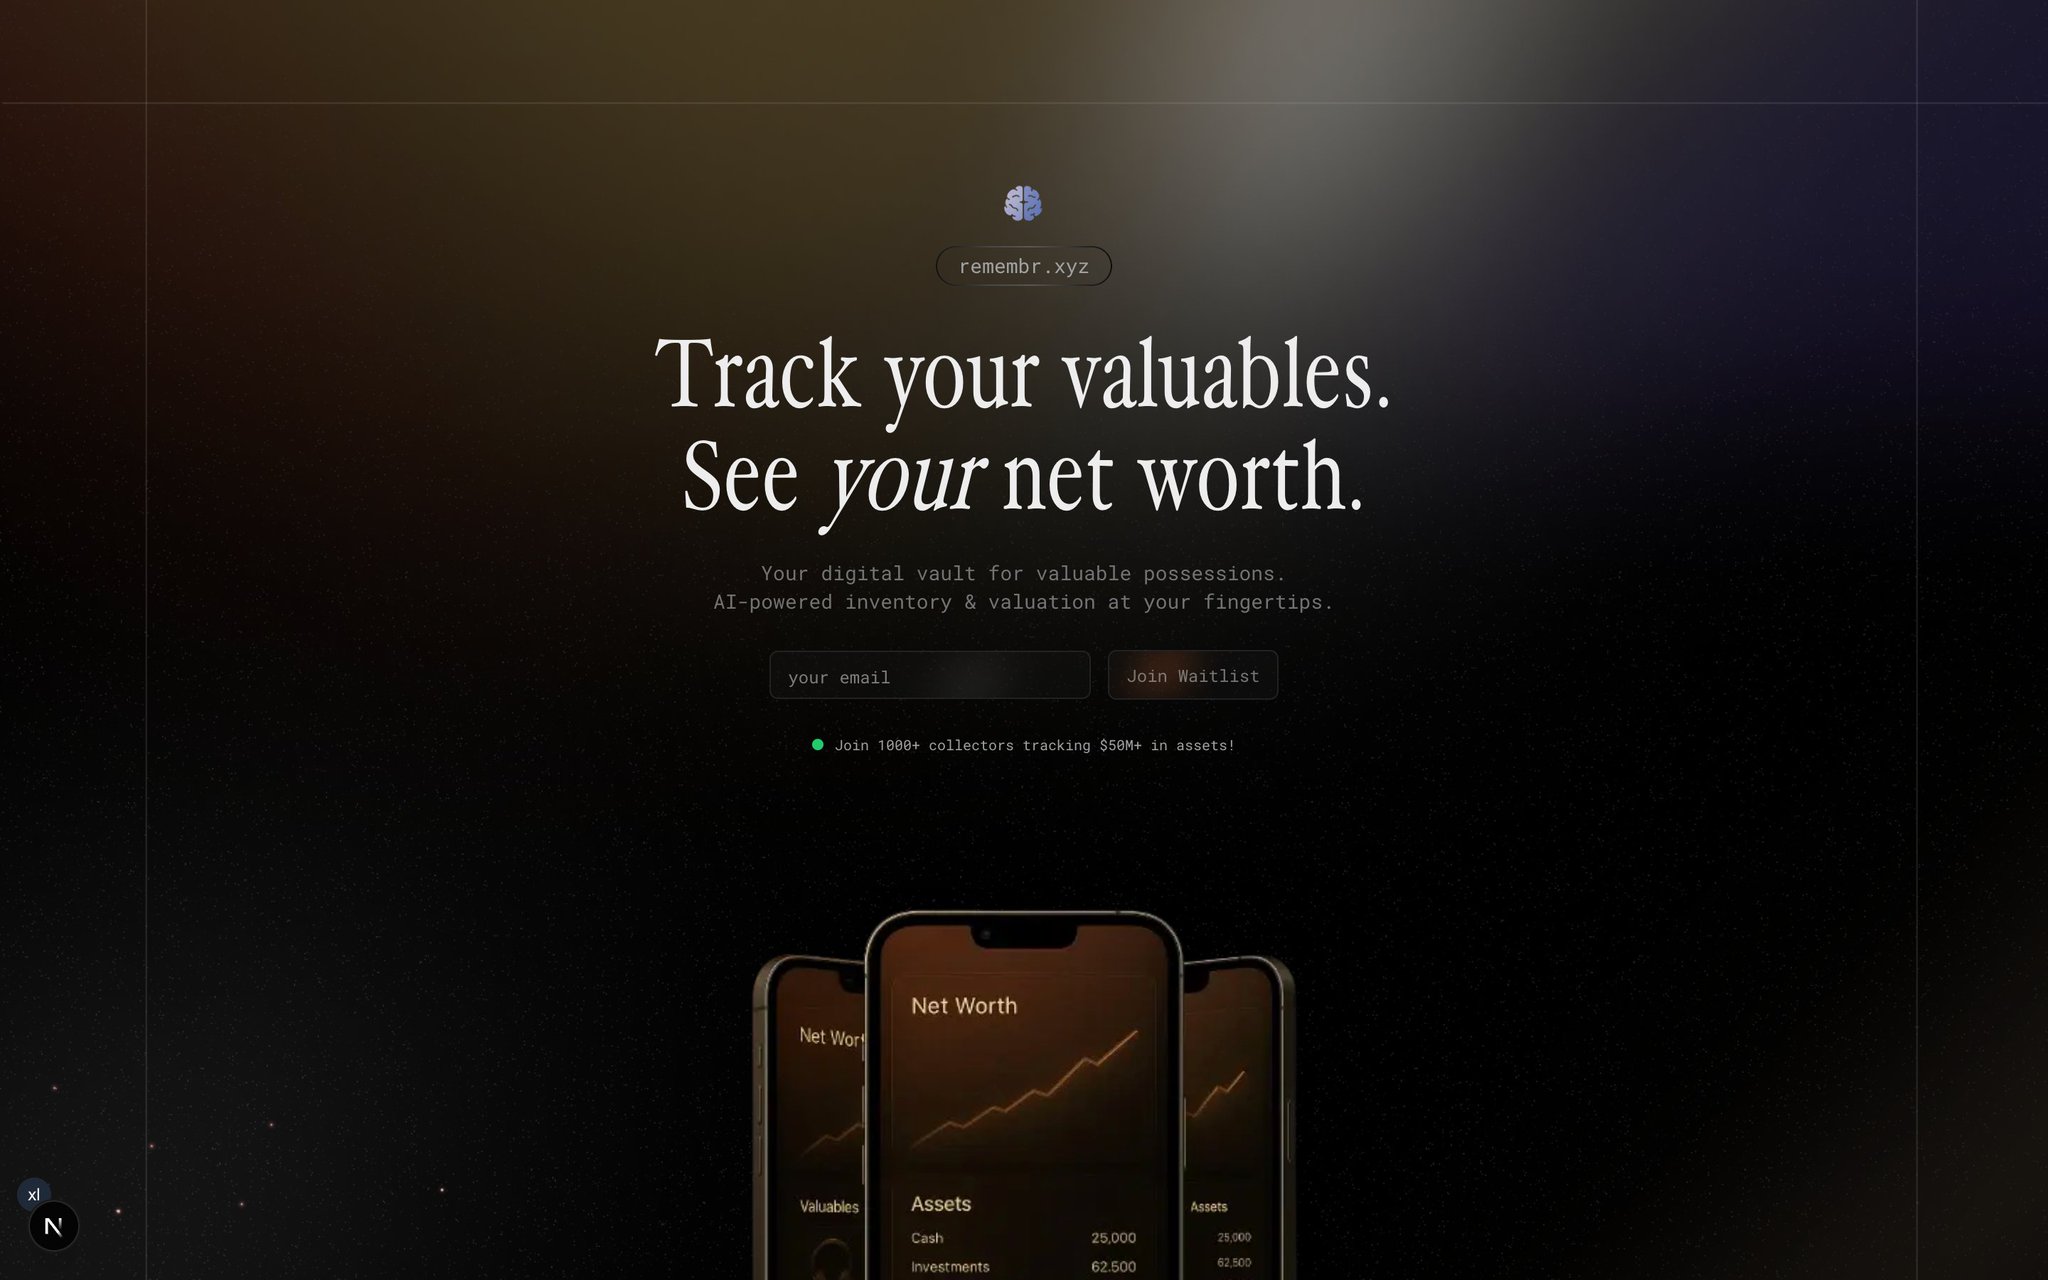 remembr.xyz
Track your valuables.
See your net worth.
Your digital vault for valuable possessions.
AI-powered inventory & valuation at your fingertips.
your email
Join Waitlist
Join 1000+ collectors tracking $50M+ in assets!
Net Wor
Net Worth
Valuables
Assets
Cash 25,000
Investments 62.500
Assets
25,000
62,500
xl
N